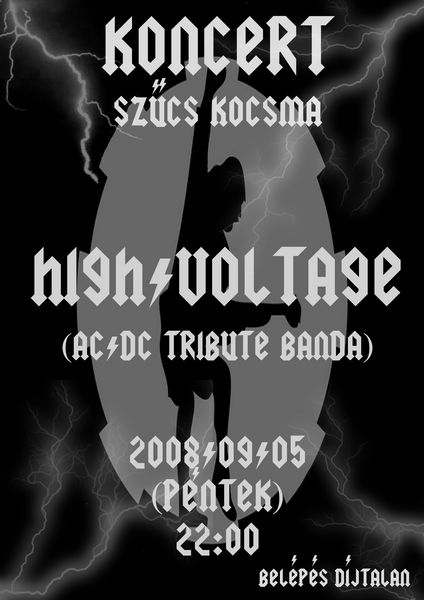 KONCERT
SZŰCS KOCSMA
HIGH⚡VOLTAGE
(AC⚡DC TRIBUTE BANDA)
2008⚡09⚡05
(PÉNTEK)
22:00
BELÉPÉS DÍJTALAN